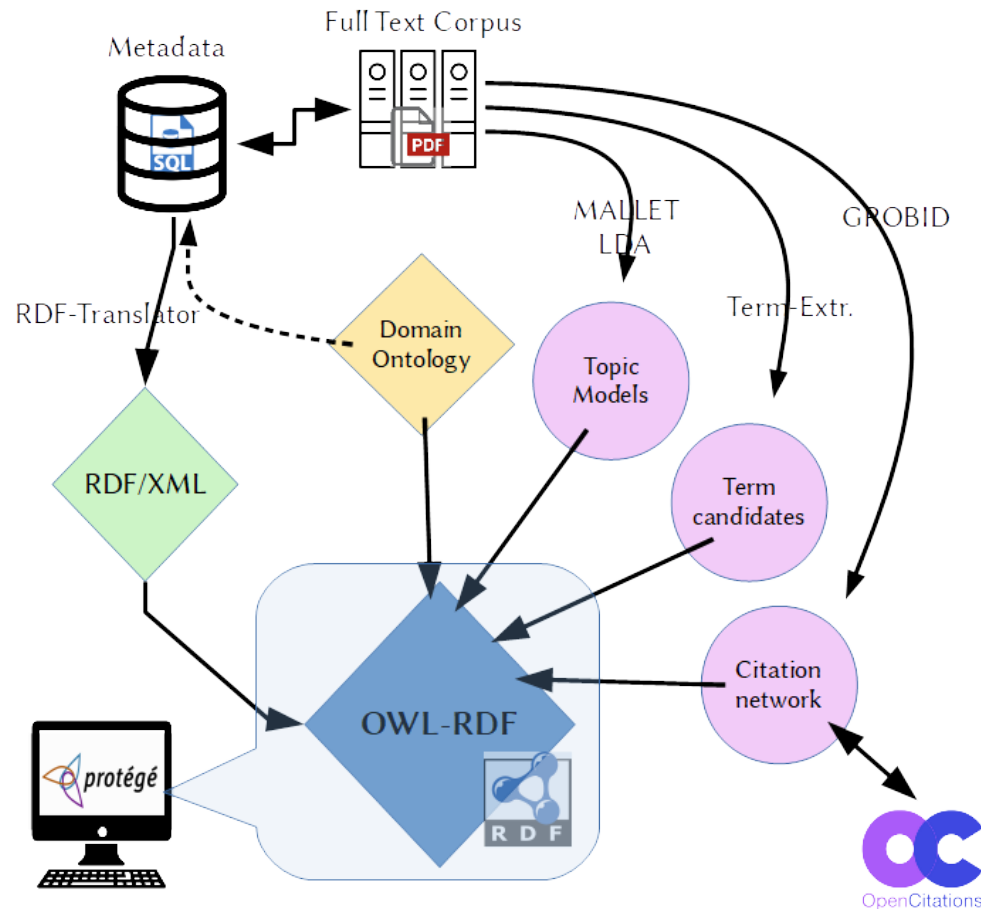 Full Text Corpus
Metadata
SQL
PDF
MALLET
LDA
GROBID
RDF-Translator
Term-Extr.
Domain
Ontology
Topic
Models
RDF/XML
Term
candidates
Citation
network
OWL-RDF
protégé
RDF
OpenCitations